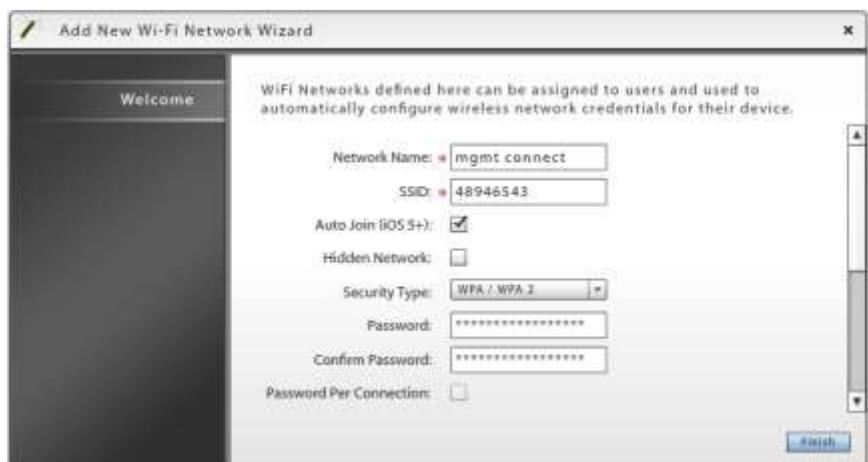 Add New Wi-Fi Network Wizard
Welcome
WiFi Networks defined here can be assigned to users and used to
automatically configure wireless network credentials for their device.
Network Name: * mgmt connect
SSID: * 48946543
Auto Join (iOS 5+):
Hidden Network:
Security Type: WPA / WPA 2
Password: *****************
Confirm Password: *****************
Password Per Connection:
Finish